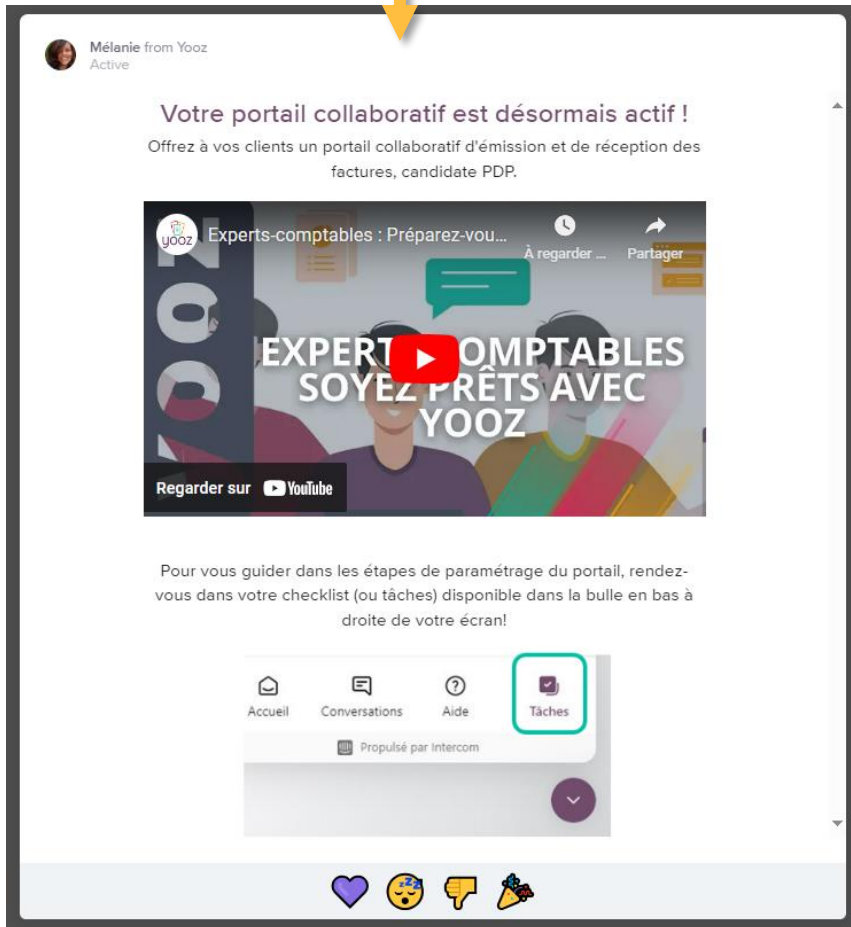 Mélanie from Yooz
Active
Votre portail collaboratif est désormais actif !
Offrez à vos clients un portail collaboratif d'émission et de réception des
factures, candidate PDP.
yooz
Experts-comptables : Préparez-vou...
À regarder ...
Partager
YOOZ
EXPERTS COMPTABLES
SOYEZ PRÊTS AVEC
YOOZ
Regarder sur YouTube
Pour vous guider dans les étapes de paramétrage du portail, rendez-
vous dans votre checklist (ou tâches) disponible dans la bulle en bas à
droite de votre écran!
Accueil
Conversations
Aide
Tâches
Propulsé par Intercom